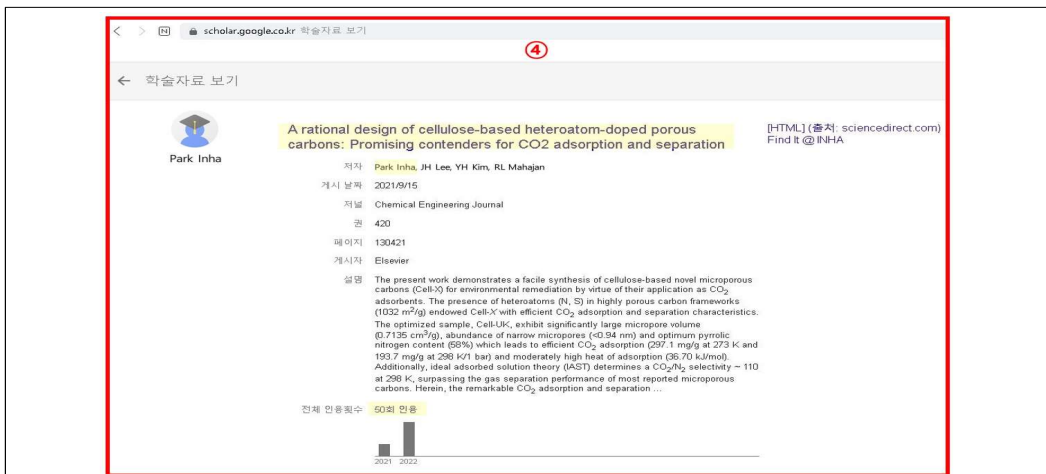 scholar.google.co.kr 학술자료 보기
④
← 학술자료 보기
Park Inha
A rational design of cellulose-based heteroatom-doped porous
carbons: Promising contenders for CO2 adsorption and separation
[HTML] (출처: sciencedirect.com)
Find It @ INHA
저자 Park Inha, JH Lee, YH Kim, RL Mahajan
게시 날짜 2021/9/15
저널 Chemical Engineering Journal
권 420
페이지 130421
게시자 Elsevier
설명 The present work demonstrates a facile synthesis of cellulose-based novel microporous
carbons (Cell-X) for environmental remediation by virtue of their application as CO₂
adsorbents. The presence of heteroatoms (N, S) in highly porous carbon frameworks
(1032 m²/g) endowed Cell-X with efficient CO₂ adsorption and separation characteristics.
The optimized sample, Cell-UK, exhibit significantly large micropore volume
(0.7135 cm³/g), abundance of narrow micropores (<0.94 nm) and optimum pyrrolic
nitrogen content (58%) which leads to efficient CO₂ adsorption (297.1 mg/g at 273 K and
193.7 mg/g at 298 K/1 bar) and moderately high heat of adsorption (36.70 kJ/mol).
Additionally, ideal adsorbed solution theory (IAST) determines a CO₂/N₂ selectivity ~ 110
at 298 K, surpassing the gas separation performance of most reported microporous
carbons. Herein, the remarkable CO₂ adsorption and separation ...
전체 인용횟수 50회 인용
2021 2022